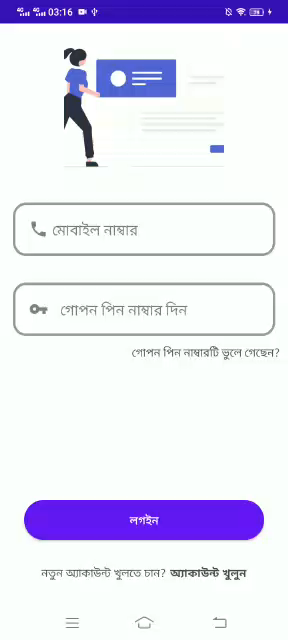 03:16
মোবাইল নাম্বার
গোপন পিন নাম্বার দিন
গোপন পিন নাম্বারটি ভুলে গেছেন?
লগইন
নতুন অ্যাকাউন্ট খুলতে চান? অ্যাকাউন্ট খুলুন